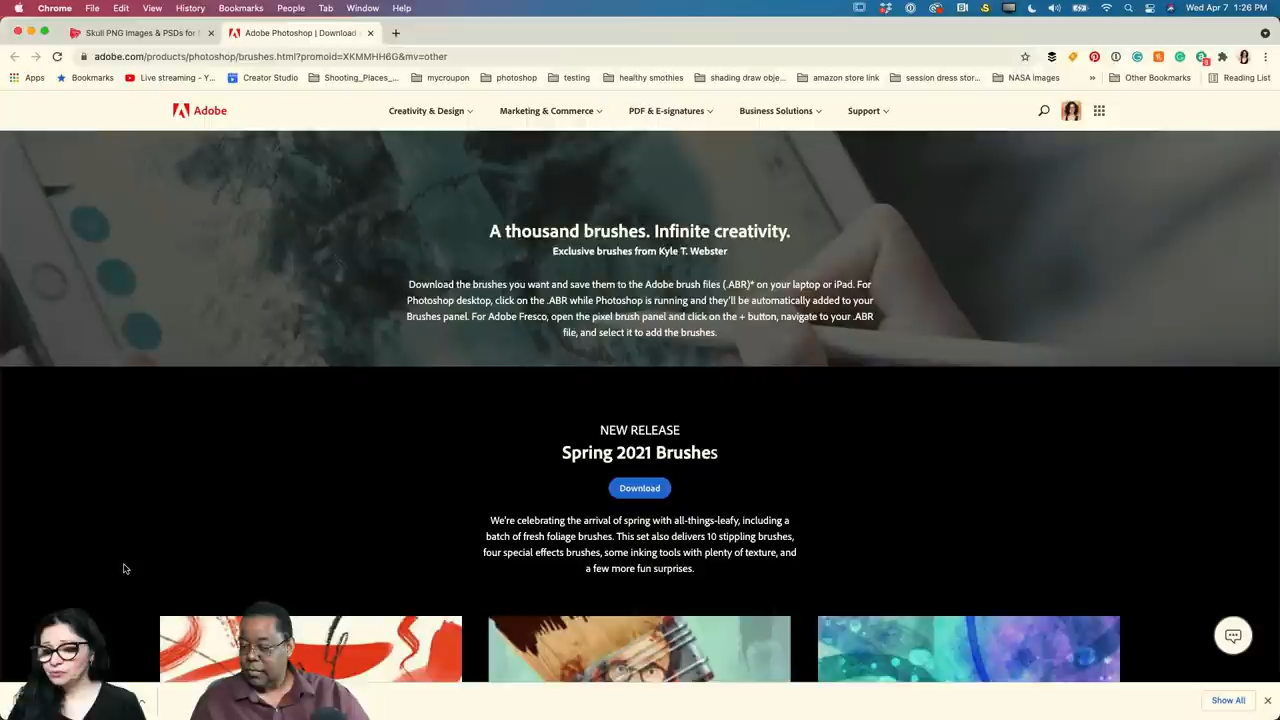 Chrome File Edit View History Bookmarks People Tab Window Help
Wed Apr 7 1:26 PM
Skull PNG Images & PSDs for
Adobe Photoshop | Download
adobe.com/products/photoshop/brushes.html?promoid=XKMMHH6G&mv=other
Apps Bookmarks Live streaming - Y... Creator Studio Shooting_Places_... mycroupon photoshop testing healthy smothies shading draw obje... amazon store link session dress stor... NASA images » Other Bookmarks Reading List
Adobe Creativity & Design Marketing & Commerce PDF & E-signatures Business Solutions Support
A thousand brushes. Infinite creativity.
Exclusive brushes from Kyle T. Webster
Download the brushes you want and save them to the Adobe brush files (.ABR)* on your laptop or iPad. For
Photoshop desktop, click on the .ABR while Photoshop is running and they'll be automatically added to your
Brushes panel. For Adobe Fresco, open the pixel brush panel and click on the + button, navigate to your .ABR
file, and select it to add the brushes.
NEW RELEASE
Spring 2021 Brushes
Download
We're celebrating the arrival of spring with all-things-leafy, including a
batch of fresh foliage brushes. This set also delivers 10 stippling brushes,
four special effects brushes, some inking tools with plenty of texture, and
a few more fun surprises.
Show All